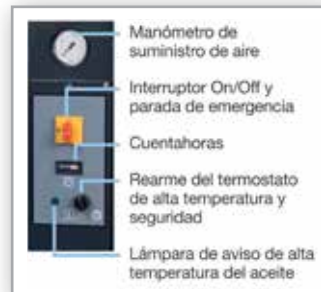 Manómetro de
suministro de aire
Interruptor On/Off y
parada de emergencia
Cuentahoras
Rearme del termostato
de alta temperatura y
seguridad
Lámpara de aviso de alta
temperatura del aceite